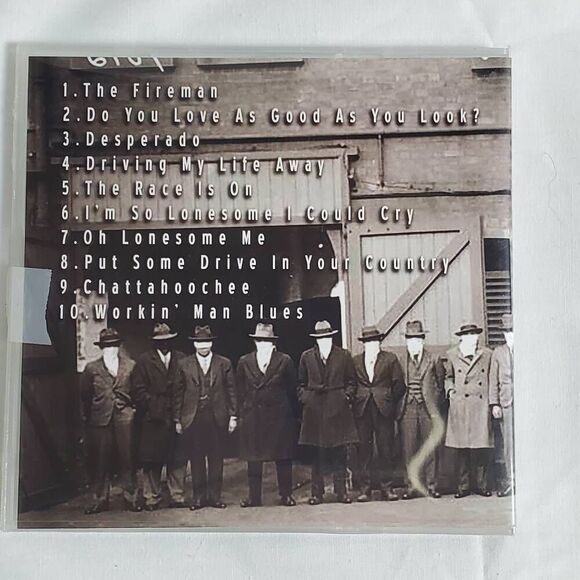 1.The Fireman
2.Do You Love As Good As You Look?
3.Desperado
4.Driving My Life Away
5.The Race Is On
6.I'm So Lonesome I Could Cry
7.Oh Lonesome Me
8.Put Some Drive In Your Country
9.Chattahoochee
10.Workin' Man Blues